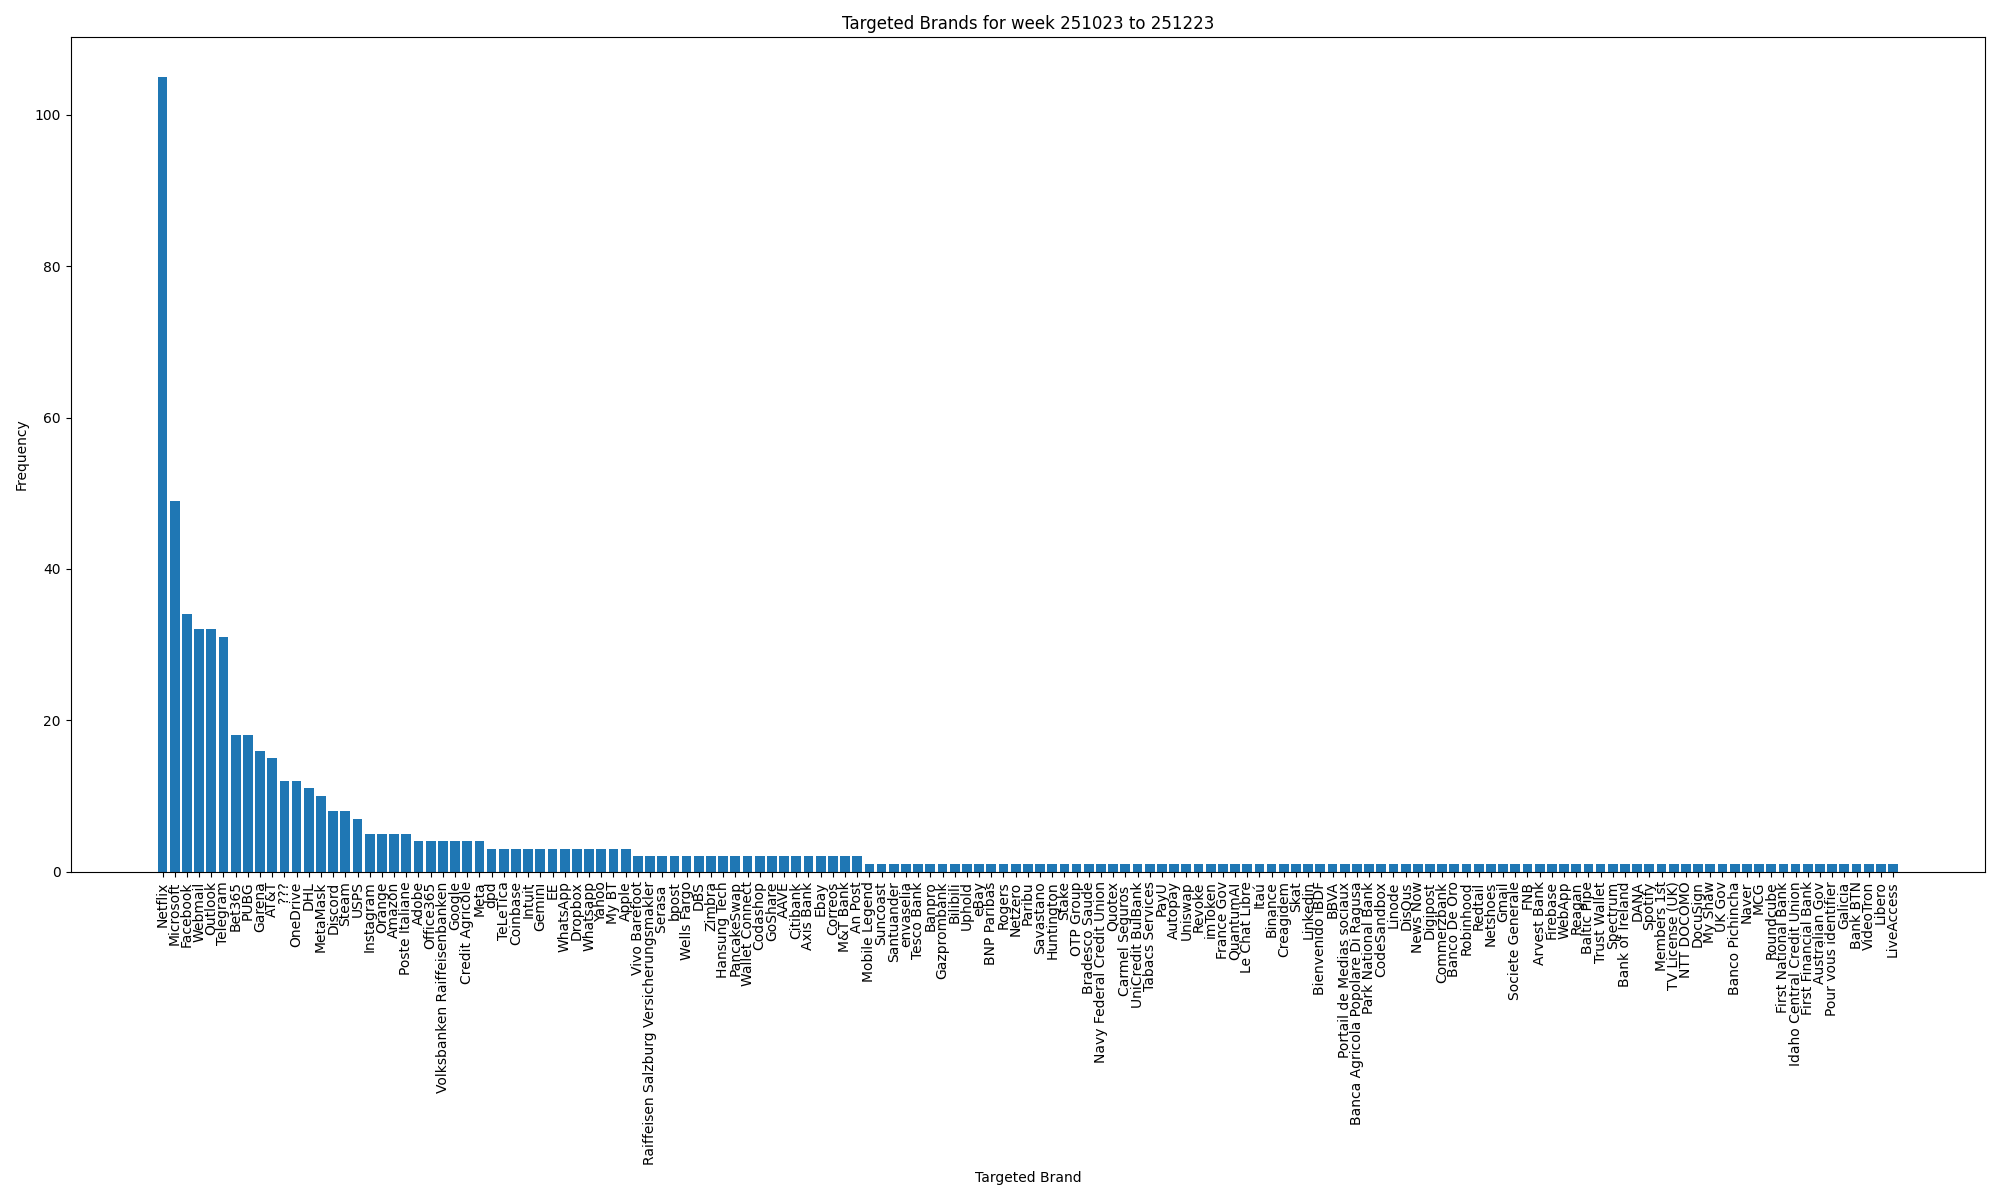 Targeted Brands for week 251023 to 251223
Frequency
100
80
60
40
20
0
Netflix
Microsoft
Facebook
Webmail
Outlook
Telegram
Bet365
PUBG
Garena
AT&T
???
OneDrive
DHL
MetaMask
Discord
Steam
USPS
Instagram
Orange
Amazon
Poste Italiane
Adobe
Office365
Volksbanken Raiffeisenbanken
Google
Credit Agricole
Meta
dpd
TeLeTica
Coinbase
Intuit
Gemini
EE
WhatsApp
Dropbox
Whatsapp
Yahoo
My BT
Apple
Vivo Barefoot
Raiffeisen Salzburg Versicherungsmakler
Serasa
Bpost
Wells Fargo
DBS
Zimbra
Hansung Tech
PancakeSwap
Wallet Connect
Codashop
GoShare
AAVE
Citibank
Axis Bank
Ebay
Correos
M&T Bank
An Post
Mobile Legend
Suncoast
Santuander
envaselia
Tesco Bank
Banpro
GazpromBank
Bilibili
Uphold
eBay
BNP Paribas
Rogers
NetZero
Paribu
Savastano
Huntington
Stake
OTP Group
Bradesco Saude
Navy Federal Credit Union
Quotex
Carmel Seguros
UniCredit BulBank
Tabacs Services
PayU
Autopay
Uniswap
Revoke
imToken
France Gov
QuantumAI
Le Chat Libre
Itaú
Binance
Creagidem
Skat
Linkedin
Bienvenido IBDF
BBVA
Portail de Medias sociaux
Banca Agricola Popolare Di Ragusa
Park National Bank
CodeSandbox
Linode
DisQus
News Now
Digipost
Commerzbank
Banco De Oro
Robinhood
Redtail
Netshoes
Gmail
Societe Generale
FNB
Arvest Bank
Firebase
WebApp
Reagan
Baltic Pipe
Trust Wallet
Spectrum
Bank of Ireland
DANA
Spotify
Members 1st
TV License (UK)
NTT DOCOMO
DocuSign
My Shaw
UK Gov
Banco Pichincha
Naver
MCG
Roundcube
First National Bank
Idaho Central Credit Union
First Financial Bank
Australian Gov
Pour vous identifier
Galicia
Bank BTN
VideoTron
Libero
LiveAccess
Targeted Brand